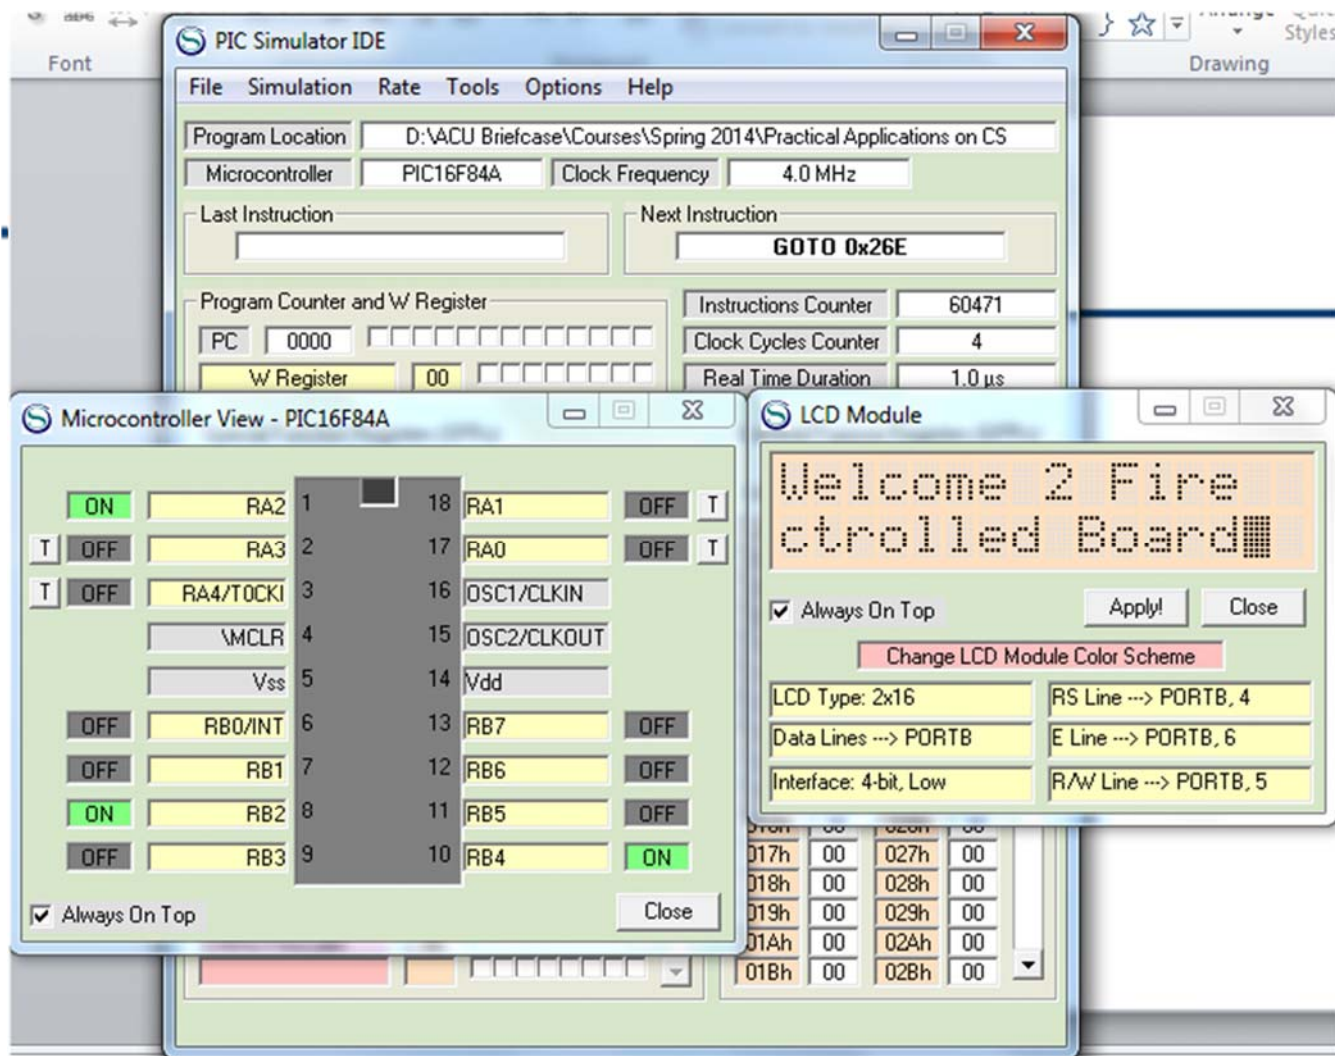 Font
Styles
Drawing
PIC Simulator IDE
File Simulation Rate Tools Options Help
Program Location D:\ACU Briefcase\Courses\Spring 2014\Practical Applications on CS
Microcontroller PIC16F84A Clock Frequency 4.0 MHz
Last Instruction Next Instruction
GOTO 0x26E
Program Counter and W Register Instructions Counter 60471
PC 0000 Clock Cycles Counter 4
W Register 00 Real Time Duration 1.0 µs
Microcontroller View - PIC16F84A
ON RA2 1 18 RA1 OFF T
T OFF RA3 2 17 RA0 OFF T
T OFF RA4/T0CKI 3 16 OSC1/CLKIN
\MCLR 4 15 OSC2/CLKOUT
Vss 5 14 Vdd
OFF RB0/INT 6 13 RB7 OFF
OFF RB1 7 12 RB6 OFF
ON RB2 8 11 RB5 OFF
OFF RB3 9 10 RB4 ON
Always On Top Close
LCD Module
Welcome 2 Fire
ctrolled Board
Always On Top Apply! Close
Change LCD Module Color Scheme
LCD Type: 2x16 RS Line ---> PORTB, 4
Data Lines ---> PORTB E Line ---> PORTB, 6
Interface: 4-bit, Low R/W Line ---> PORTB, 5
017h 00 027h 00
018h 00 028h 00
019h 00 029h 00
01Ah 00 02Ah 00
01Bh 00 02Bh 00